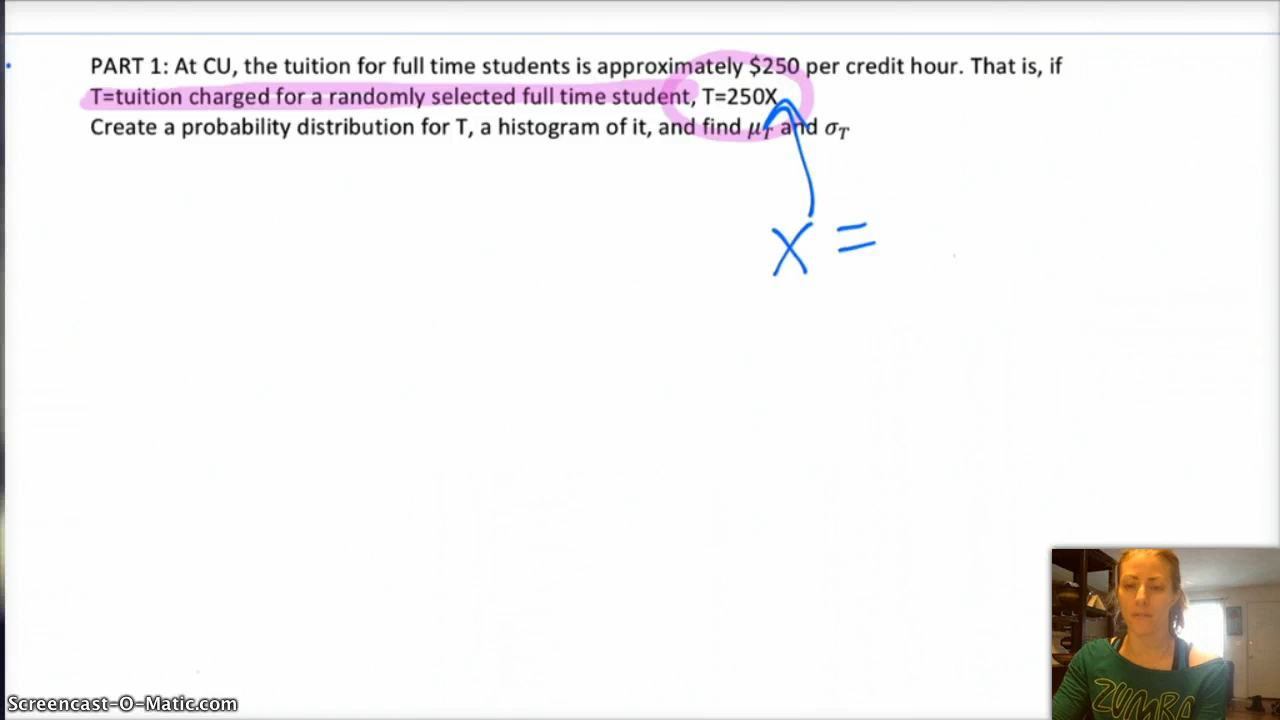 PART 1: At CU, the tuition for full time students is approximately $250 per credit hour. That is, if
T=tuition charged for a randomly selected full time student, T=250X
Create a probability distribution for T, a histogram of it, and find μ_T and σ_T
X =
ZUMBA
Screencast-O-Matic.com